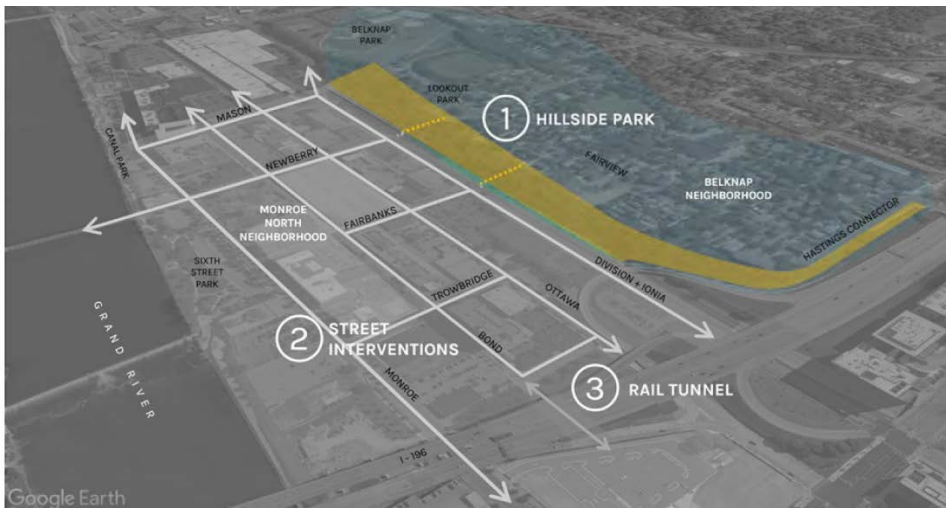 BELKNAP
PARK
LOOKOUT
PARK
1 HILLSIDE PARK
MASON
CANAL PARK
NEWBERRY
FAIRVIEW
BELKNAP
NEIGHBORHOOD
MONROE
NORTH
NEIGHBORHOOD
FAIRBANKS
HASTINGS CONNECTOR
SIXTH
STREET
PARK
DIVISION + IONIA
TROWBRIDGE
OTTAWA
GRAND RIVER
2 STREET
INTERVENTIONS
BOND
MONROE
3 RAIL TUNNEL
I - 196
Google Earth